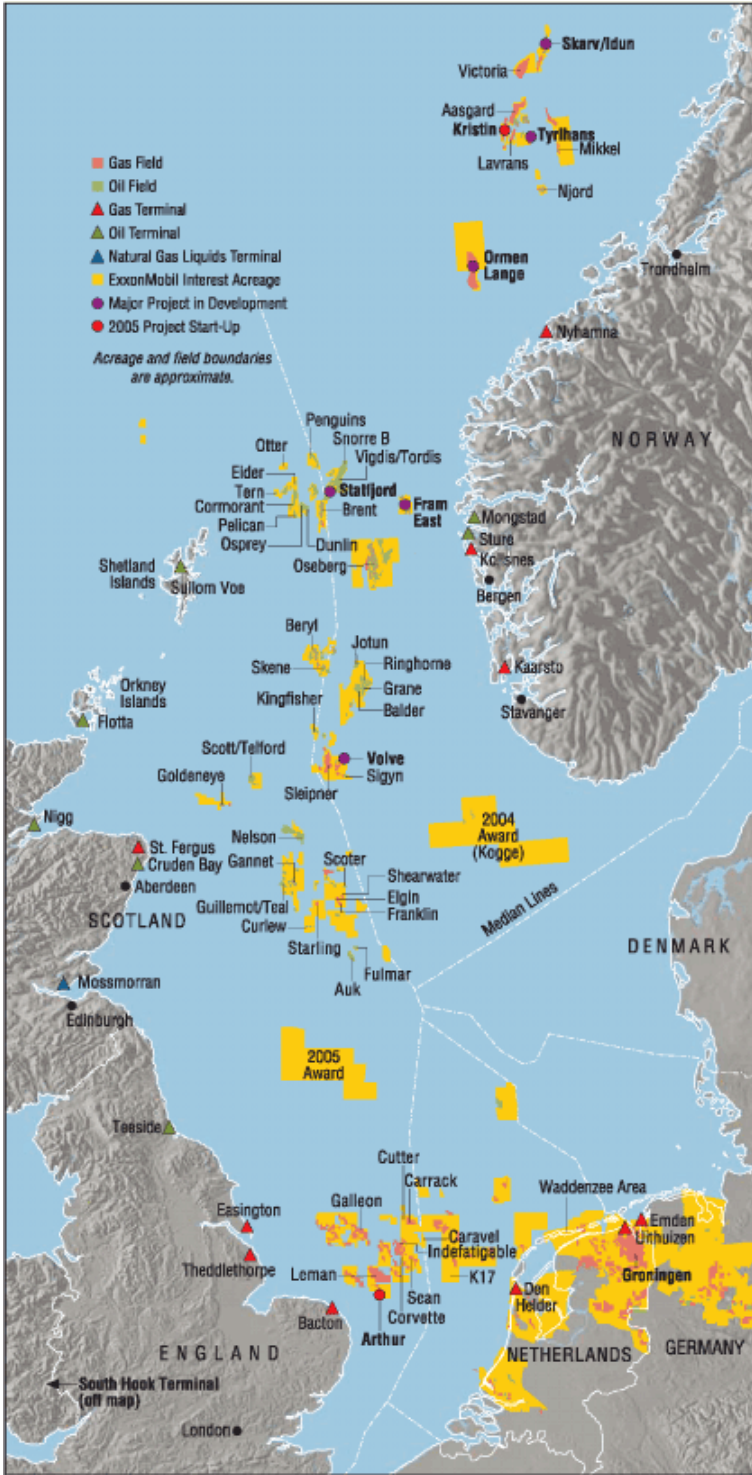 Skarv/Idun
Victoria
Aasgard
Kristin
Tyrihans
Lavrans
Mikkel
Njord
Gas Field
Oil Field
Gas Terminal
Oil Terminal
Natural Gas Liquids Terminal
ExxonMobil Interest Acreage
Major Project in Development
2005 Project Start-Up
Acreage and field boundaries
are approximate.
Ormen
Lange
Trondheim
Nyhamna
NORWAY
Penguins
Snorre B
Otter
Vigdis/Tordis
Eider
Tern
Statfjord
Cormorant
Brent
Fram
East
Pelican
Osprey
Dunlin
Oseberg
Mongstad
Sture
Kollsnes
Bergen
Shetland
Islands
Sullom Voe
Beryl
Jotun
Skene
Ringhorne
Grane
Balder
Kaarsto
Stavanger
Orkney
Islands
Flotta
Kingfisher
Scott/Telford
Volve
Goldeneye
Sigyn
Sleipner
Nigg
2004
Award
(Kogge)
Nelson
St. Fergus
Cruden Bay
Gannet
Scoter
Shearwater
Aberdeen
Elgin
Guillemot/Teal
Franklin
SCOTLAND
Curlew
Starling
Median Lines
DENMARK
Fulmar
Auk
Mossmorran
Edinburgh
2005
Award
Teeside
Cutter
Carrack
Galleon
Waddenzee Area
Easington
Caravel
Indefatigable
Emden
Uithuizen
Theddlethorpe
Leman
Sean
K17
Groningen
Corvette
Den
Helder
Bacton
Arthur
ENGLAND
NETHERLANDS
GERMANY
South Hook Terminal
(off map)
London